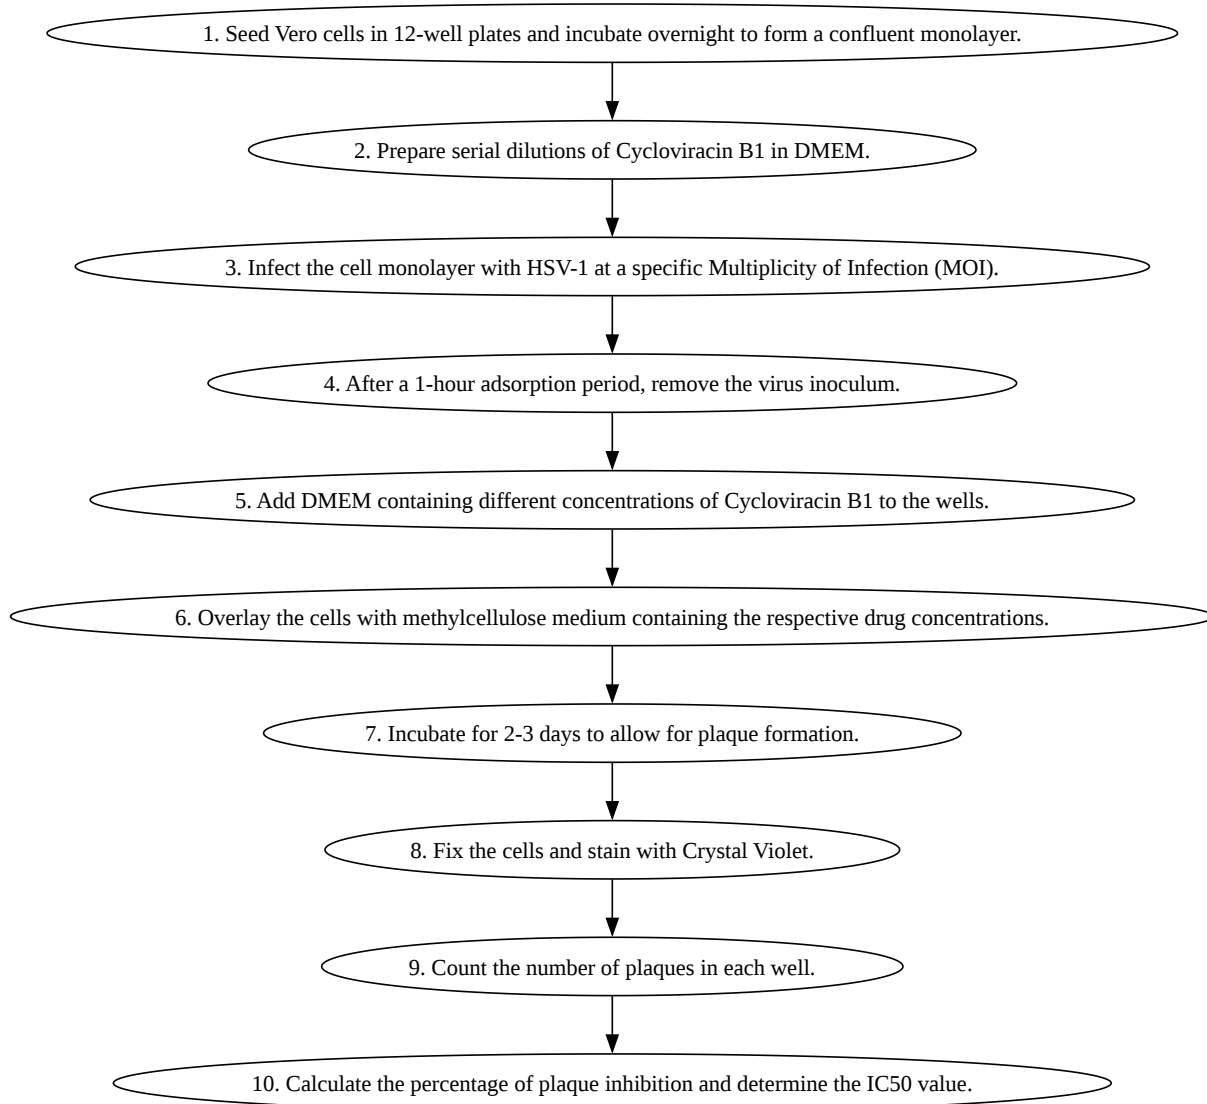 1. Seed Vero cells in 12-well plates and incubate overnight to form a confluent monolayer.
2. Prepare serial dilutions of Cycloviracin B1 in DMEM.
3. Infect the cell monolayer with HSV-1 at a specific Multiplicity of Infection (MOI).
4. After a 1-hour adsorption period, remove the virus inoculum.
5. Add DMEM containing different concentrations of Cycloviracin B1 to the wells.
6. Overlay the cells with methylcellulose medium containing the respective drug concentrations.
7. Incubate for 2-3 days to allow for plaque formation.
8. Fix the cells and stain with Crystal Violet.
9. Count the number of plaques in each well.
10. Calculate the percentage of plaque inhibition and determine the IC50 value.